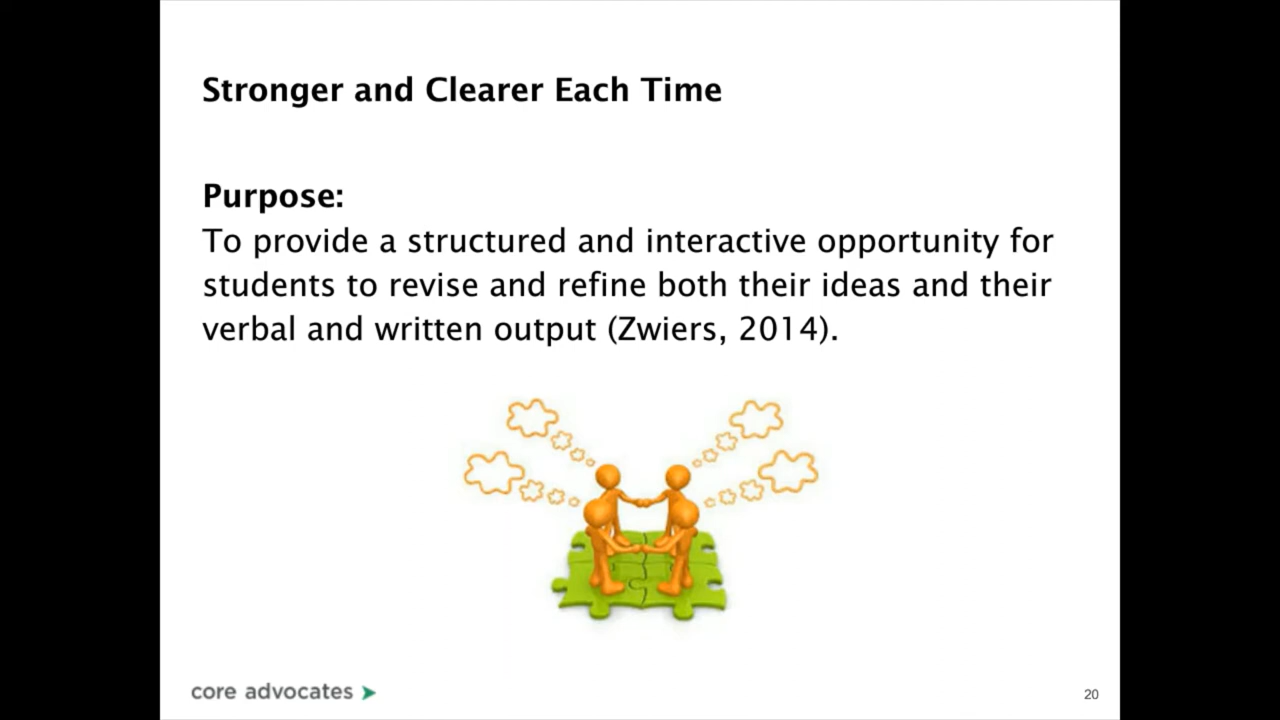 Stronger and Clearer Each Time
Purpose:
To provide a structured and interactive opportunity for
students to revise and refine both their ideas and their
verbal and written output (Zwiers, 2014).
core advocates
20